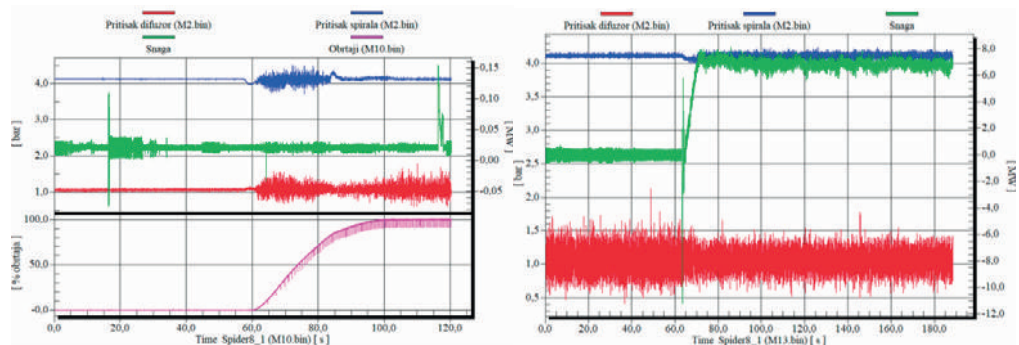 Pritisak difuzor (M2.bin)
Pritisak spirala (M2.bin)
Snaga
Obrtaji (M10.bin)
[ bar ]
4,0
3,0
2,0
1,0
0,15
0,10
0,05
0,00
-0,05
[ MW ]
[ % obrtaja ]
100,0
50,0
-0,0
0,0 20,0 40,0 60,0 80,0 100,0 120,0
Time Spider8_1 (M10.bin) [ s ]
Pritisak difuzor (M2.bin)
Pritisak spirala (M2.bin)
Snaga
[ bar ]
4,0
3,5
3,0
2,5
2,0
1,5
1,0
0,5
8,0
6,0
4,0
2,0
0,0
-2,0
-4,0
-6,0
-8,0
-10,0
-12,0
[ MW ]
0,0 20,0 40,0 60,0 80,0 100,0 120,0 140,0 160,0 180,0
Time Spider8_1 (M13.bin) [ s ]